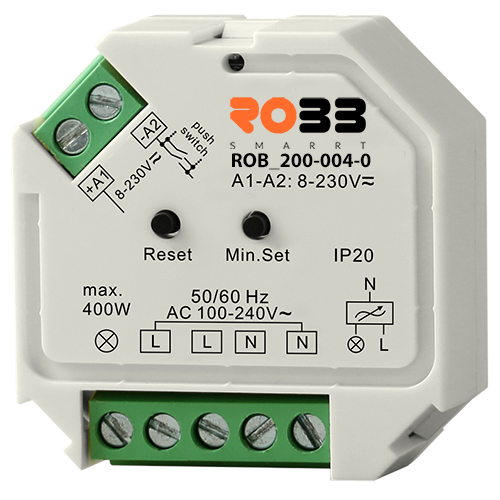 ROBB
SMARRT
ROB_200-004-0
A1-A2: 8-230V⎓~
-A2
push
switch
+A1
8-230V⎓~
Reset
Min.Set
IP20
max.
400W
50/60 Hz
AC 100-240V~
N
L
L
N
N
L